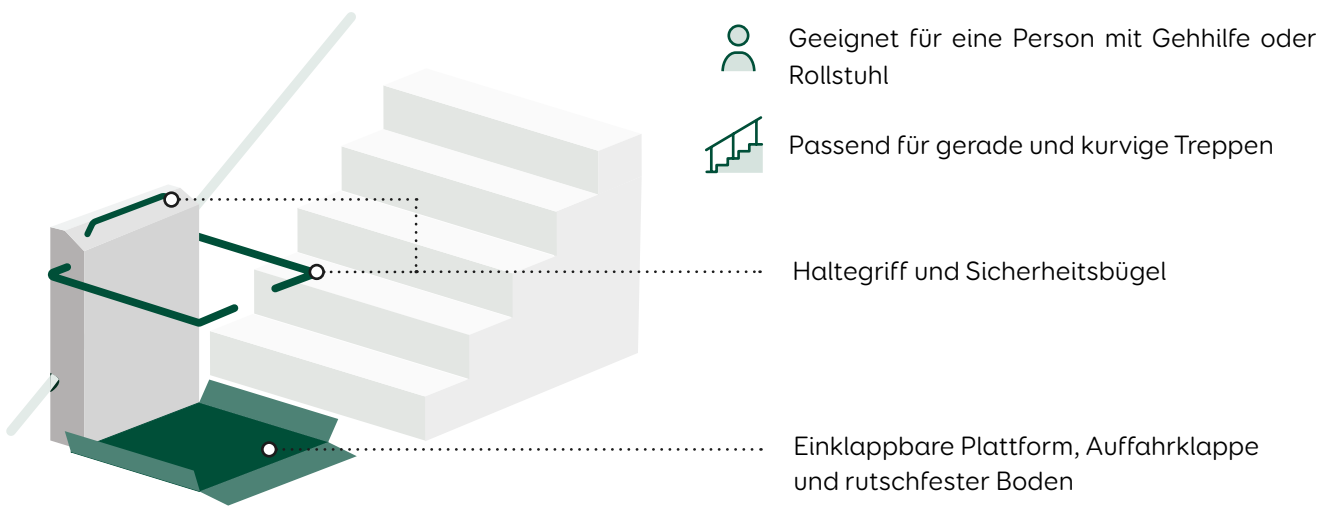 Geeignet für eine Person mit Gehhilfe oder
Rollstuhl
Passend für gerade und kurvige Treppen
Haltegriff und Sicherheitsbügel
Einklappbare Plattform, Auffahrklappe
und rutschfester Boden